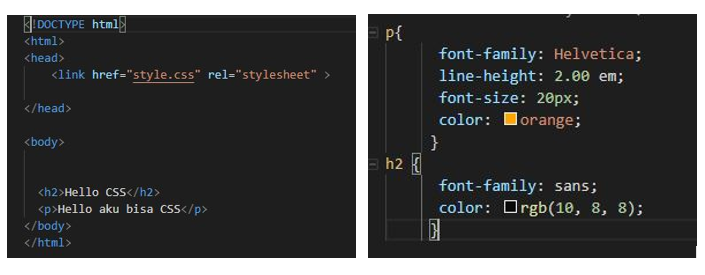 <!DOCTYPE html>
<html>
<head>
<link href="style.css" rel="stylesheet" >
</head>
<body>
<h2>Hello CSS</h2>
<p>Hello aku bisa CSS</p>
</body>
</html>
p{
font-family: Helvetica;
line-height: 2.00 em;
font-size: 20px;
color: orange;
}
h2 {
font-family: sans;
color: rgb(10, 8, 8);
}